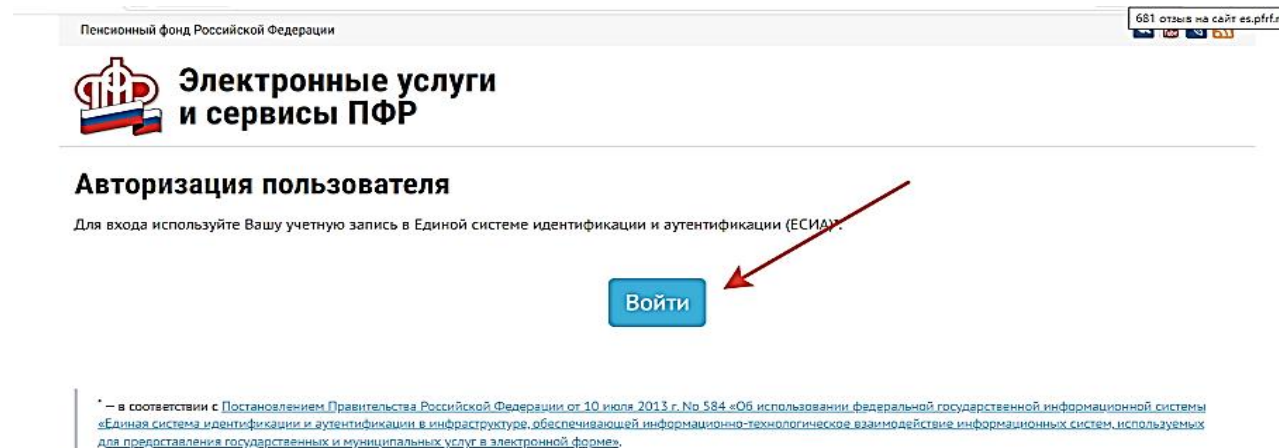 Пенсионный фонд Российской Федерации
681 отзыв на сайт es.pfrf.r
Электронные услуги
и сервисы ПФР
Авторизация пользователя
Для входа используйте Вашу учетную запись в Единой системе идентификации и аутентификации (ЕСИА)*.
Войти
* – в соответствии с Постановлением Правительства Российской Федерации от 10 июля 2013 г. No 584 «Об использовании федеральной государственной информационной системы
«Единая система идентификации и аутентификации в инфраструктуре, обеспечивающей информационно-технологическое взаимодействие информационных систем, используемых
для предоставления государственных и муниципальных услуг в электронной форме».